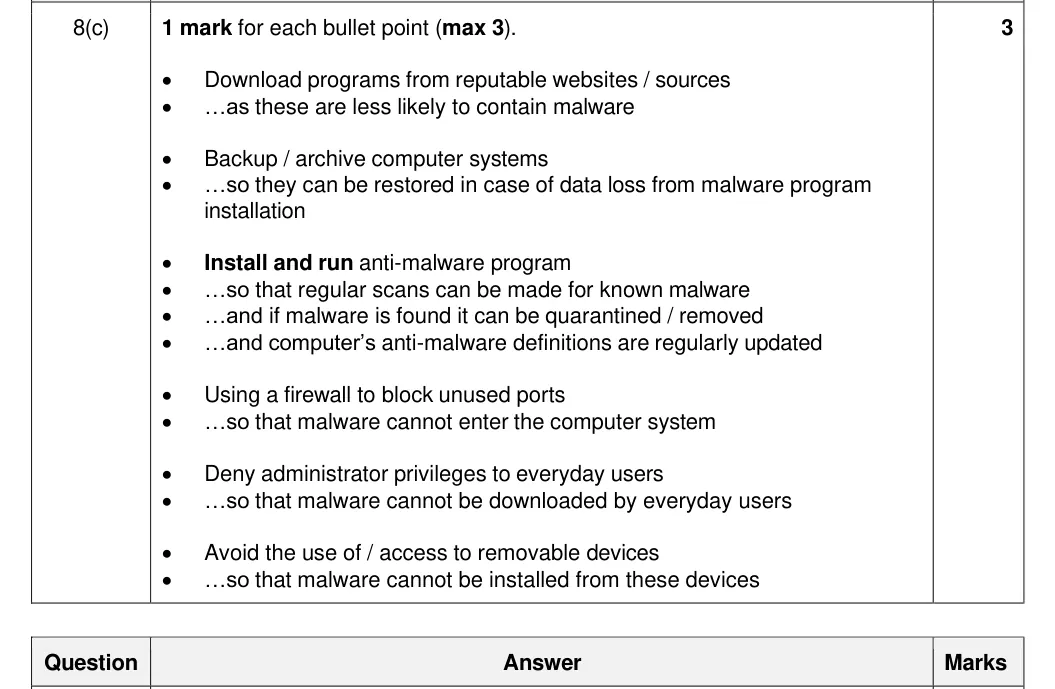 8(c) 1 mark for each bullet point (max 3). 3
• Download programs from reputable websites / sources
• …as these are less likely to contain malware
• Backup / archive computer systems
• …so they can be restored in case of data loss from malware program
installation
• Install and run anti-malware program
• …so that regular scans can be made for known malware
• …and if malware is found it can be quarantined / removed
• …and computer’s anti-malware definitions are regularly updated
• Using a firewall to block unused ports
• …so that malware cannot enter the computer system
• Deny administrator privileges to everyday users
• …so that malware cannot be downloaded by everyday users
• Avoid the use of / access to removable devices
• …so that malware cannot be installed from these devices
Question Answer Marks